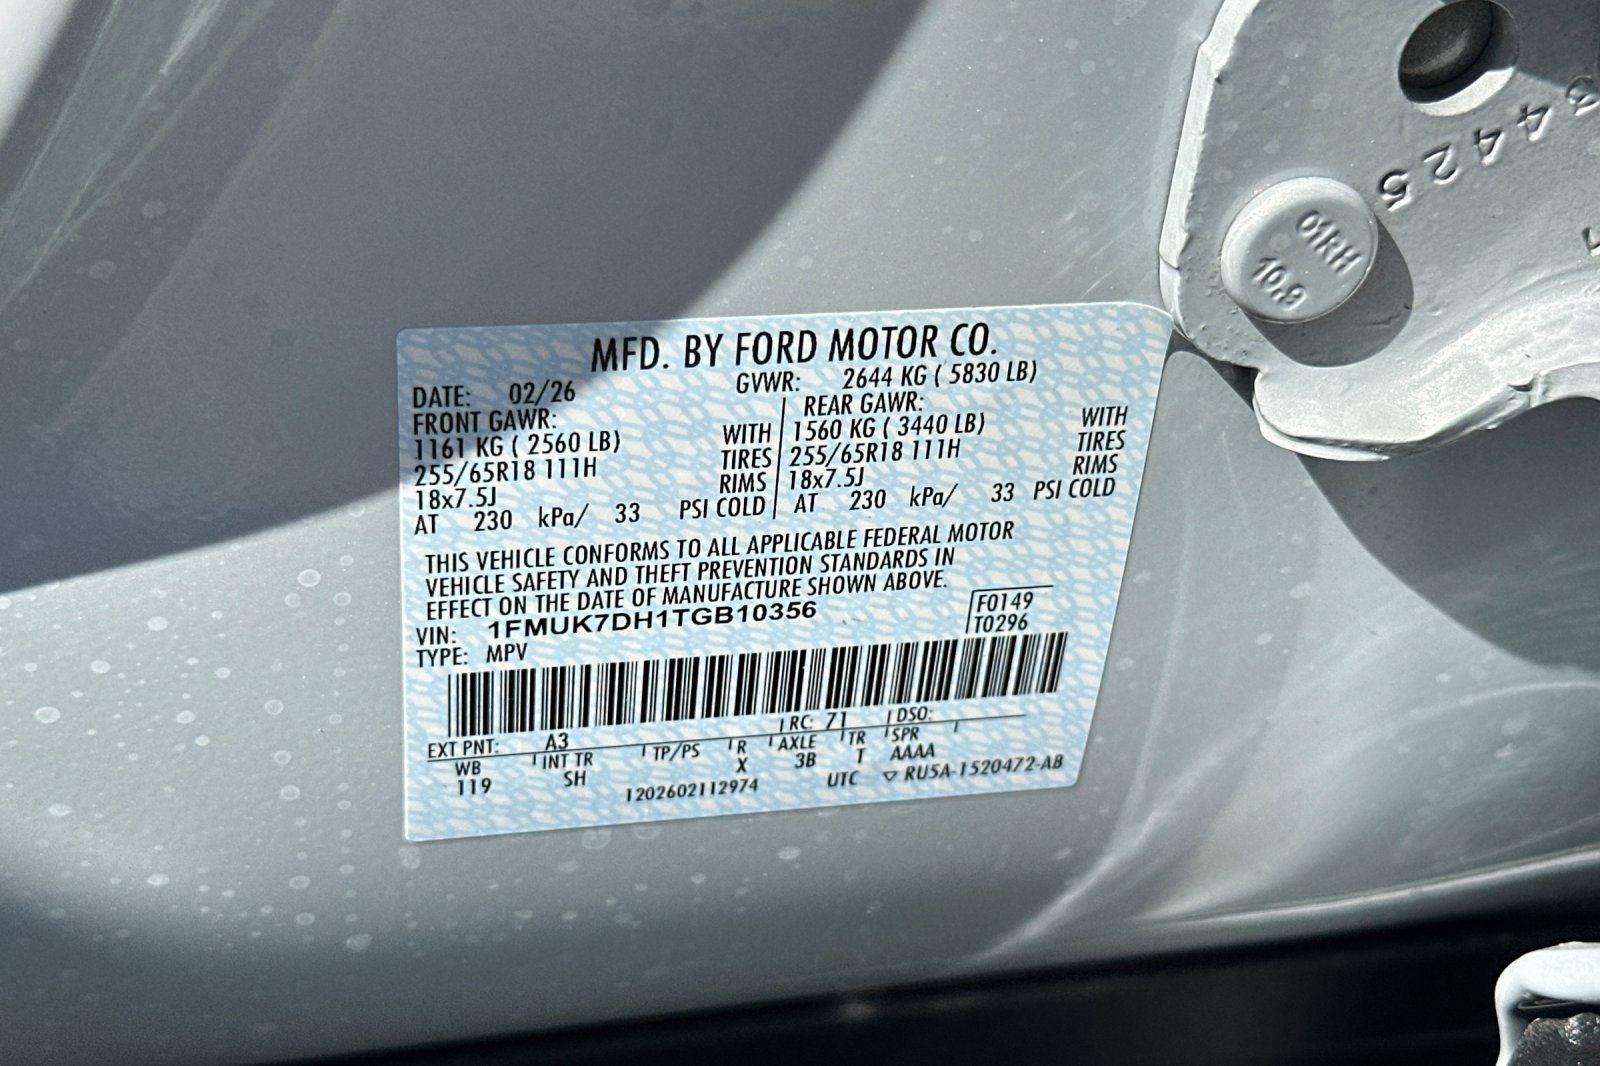 34425
01RH
10.9
MFD. BY FORD MOTOR CO.
DATE: 02/26 GVWR: 2644 KG ( 5830 LB)
FRONT GAWR: REAR GAWR:
1161 KG ( 2560 LB) WITH 1560 KG ( 3440 LB) WITH
255/65R18 111H TIRES 255/65R18 111H TIRES
18x7.5J RIMS 18x7.5J RIMS
AT 230 kPa/ 33 PSI COLD AT 230 kPa/ 33 PSI COLD
THIS VEHICLE CONFORMS TO ALL APPLICABLE FEDERAL MOTOR
VEHICLE SAFETY AND THEFT PREVENTION STANDARDS IN
EFFECT ON THE DATE OF MANUFACTURE SHOWN ABOVE.
VIN: 1FMUK7DH1TGB10356 F0149
TYPE: MPV T0296
EXT PNT: A3 RC: 71 DSO:
WB INT TR TP/PS R AXLE TR SPR
119 SH X 3B T AAAA
1202602112974 UTC ▽ RU5A-1520472-AB